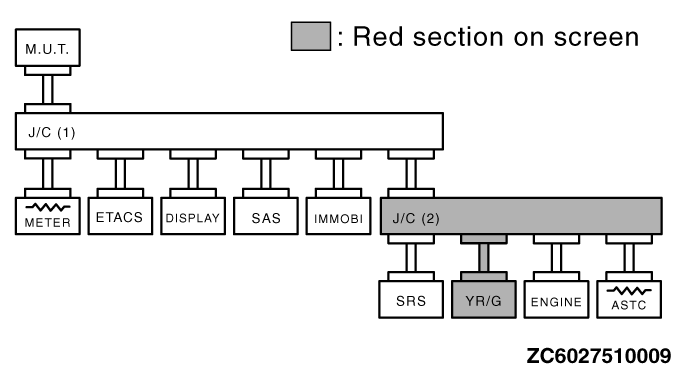 M.U.T.
: Red section on screen
J/C (1)
METER
ETACS
DISPLAY
SAS
IMMOBI
J/C (2)
SRS
YR/G
ENGINE
ASTC
ZC6027510009